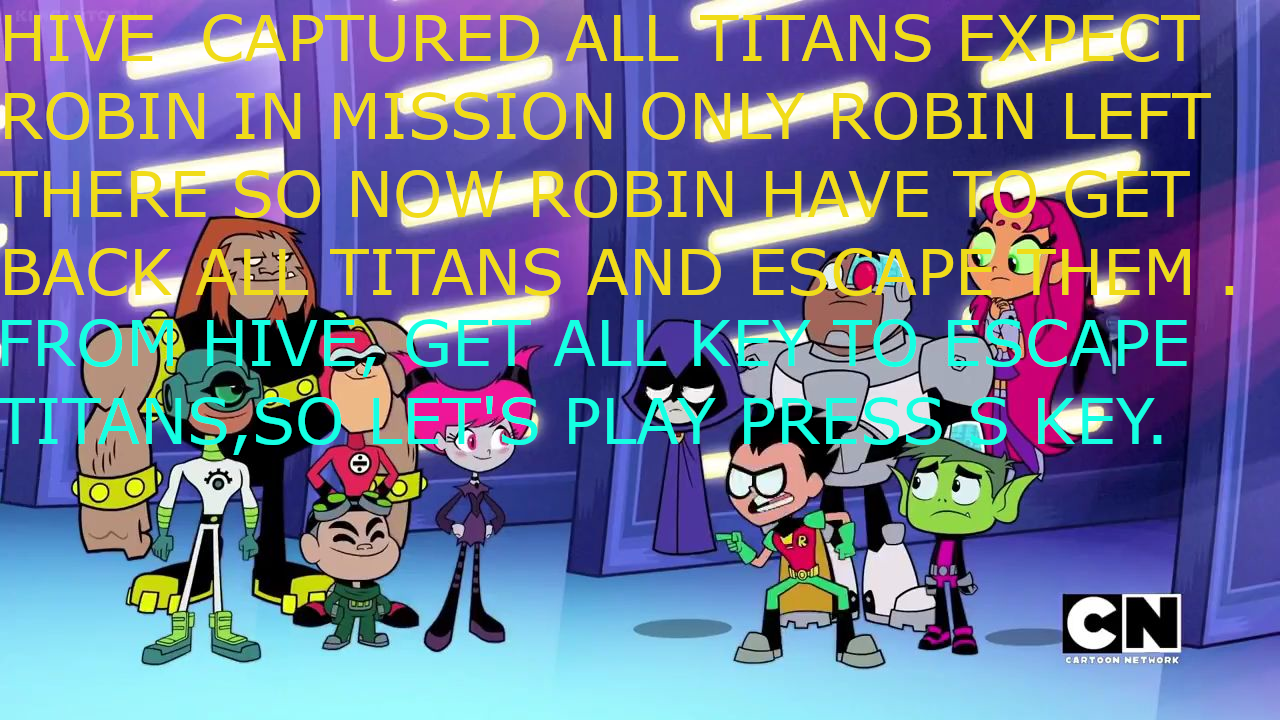 HIVE CAPTURED ALL TITANS EXPECT
ROBIN IN MISSION ONLY ROBIN LEFT
THERE SO NOW ROBIN HAVE TO GET
BACK ALL TITANS AND ESCAPE THEM .
FROM HIVE, GET ALL KEY TO ESCAPE
TITANS,SO LET'S PLAY PRESS S KEY.
R
CN
CARTOON NETWORK